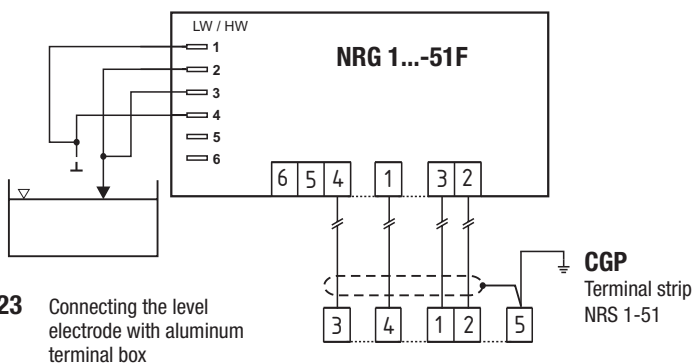 LW / HW
1
2
3
4
5
6
NRG 1...-51F
6 5 4 1 3 2
3 4 1 2 5
CGP
Terminal strip
NRS 1-51
23 Connecting the level
electrode with aluminum
terminal box